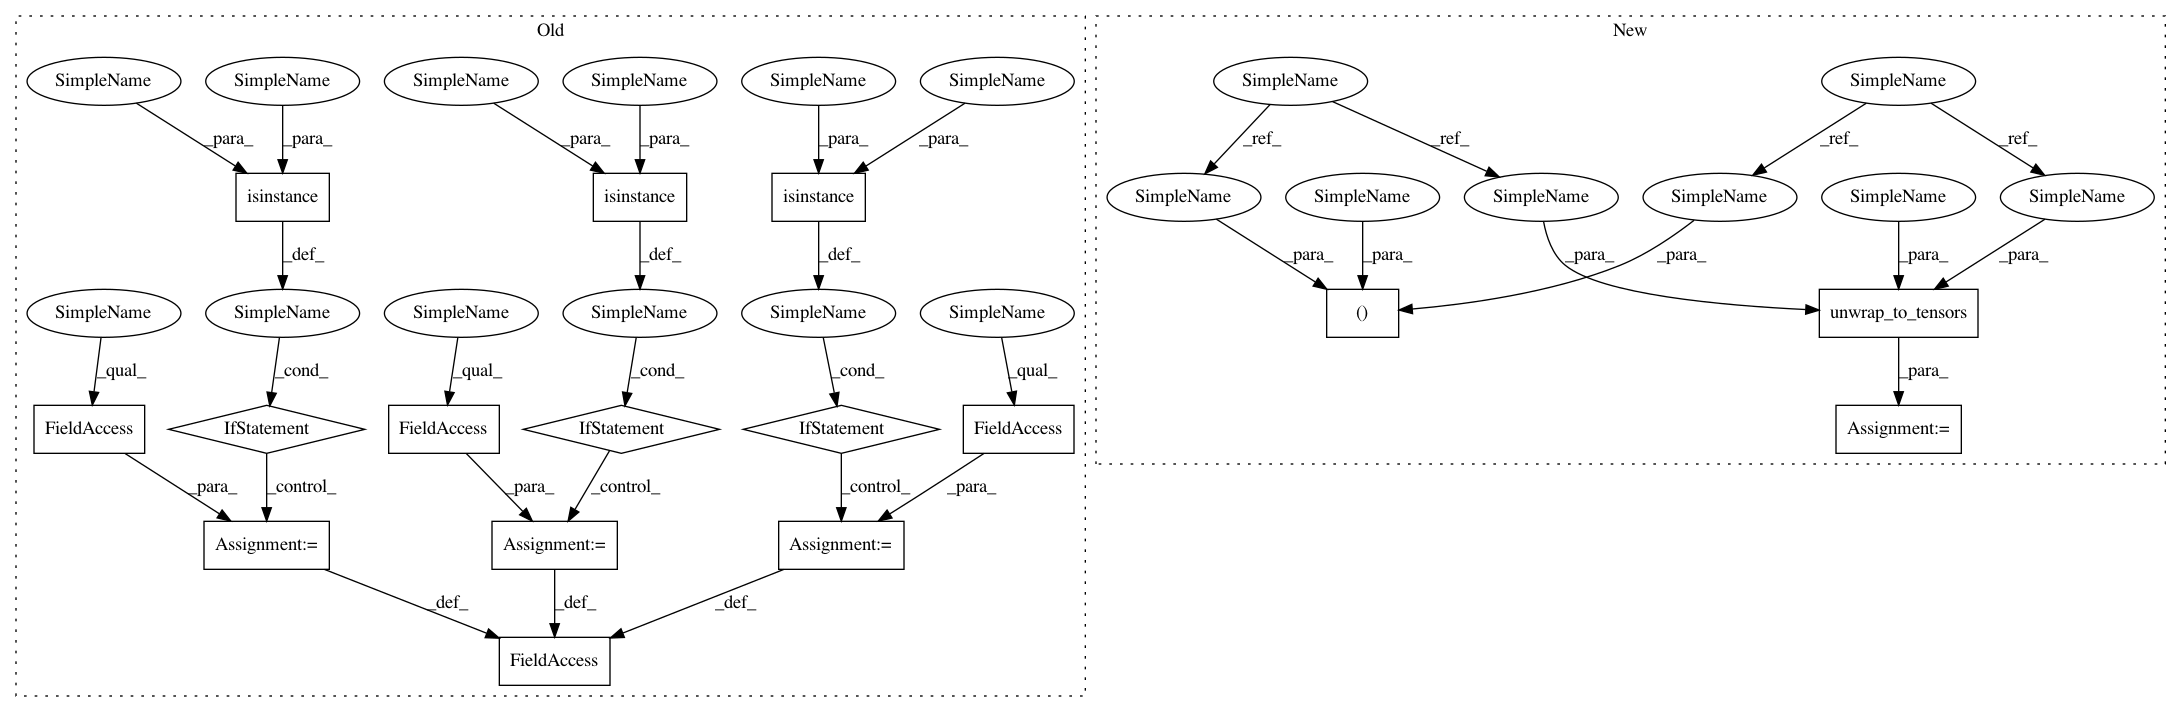 Old
New
SimpleName SimpleName SimpleName SimpleName SimpleName SimpleName SimpleName SimpleName
_para_ _para_ _para_ _para_ _para_ _para_ _ref_ _ref_ _ref_ _ref_
isinstance isinstance isinstance SimpleName SimpleName SimpleName SimpleName SimpleName SimpleName
_def_ _def_ _def_ _para_ _para_ _para_ _para_ _para_ _para_
SimpleName SimpleName SimpleName SimpleName SimpleName SimpleName () unwrap_to_tensors
_qual_ _cond_ _qual_ _cond_ _cond_ _qual_ _para_
FieldAccess IfStatement FieldAccess IfStatement IfStatement FieldAccess Assignment:=
_para_ _control_ _para_ _control_ _control_ _para_
Assignment:= Assignment:= Assignment:=
_def_ _def_ _def_
FieldAccess